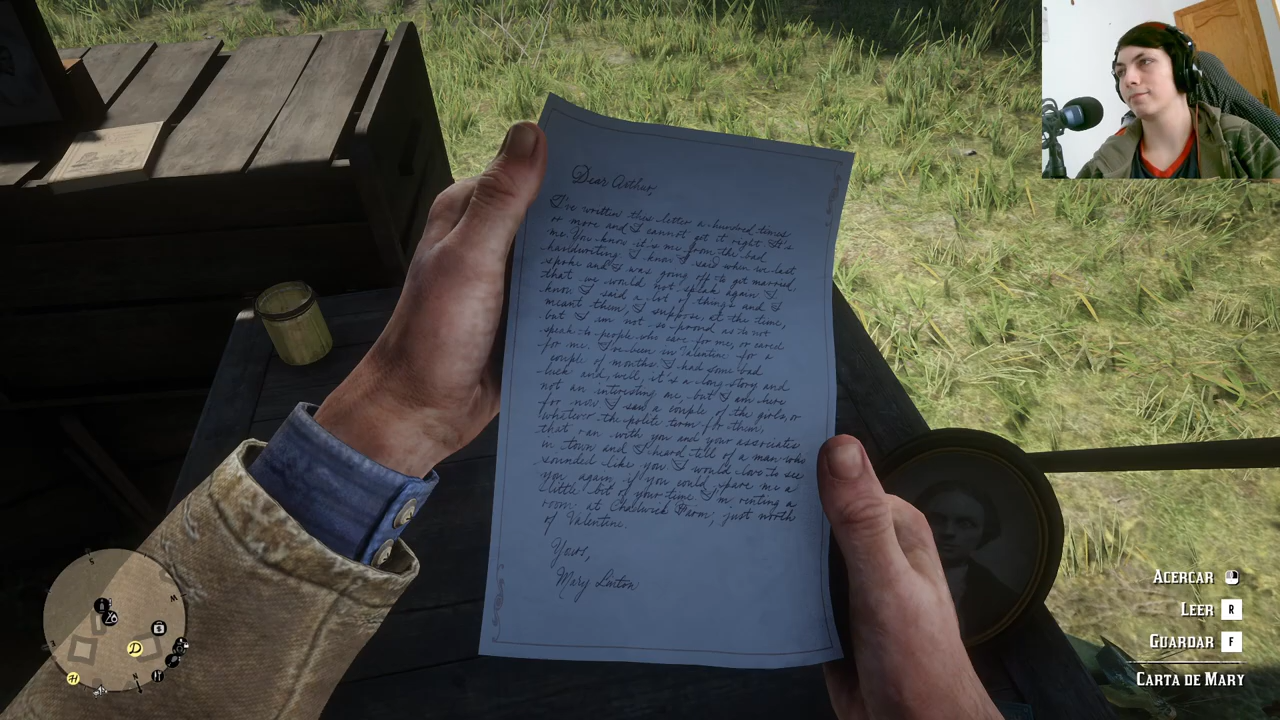 Dear Arthur,
I've written this letter a hundred times
or more and I cannot get it right. It's
me. You know it's me from the bad
handwriting. I know I said when we last
spoke and I was going off to get married,
that we would not speak again. I
know I said a lot of things and I
meant them, I suppose, at the time,
but I am not so proud as to not
speak to people who care for me, or cared
for me. I've been in Valentine for a
couple of months. I had some bad
luck and, well, it's a long story and
not an interesting one, but I am here
for now. I saw a couple of the girls, or
whatever the polite term for them,
that ran with you and your associates
in town and I heard tell of a man who
sounded like you. I would love to see
you again if you could spare me a
little bit of your time. I'm renting a
room at Chadwick Farm, just north
of Valentine.
Yours,
Mary Linton
ACERCAR
LEER R
GUARDAR F
CARTA DE MARY